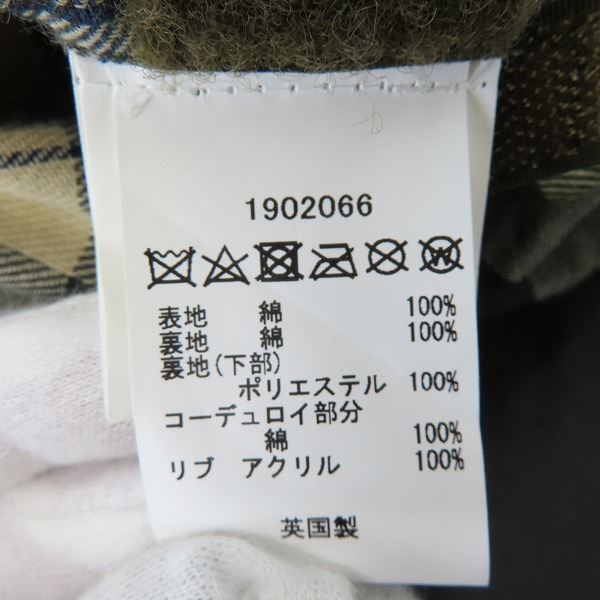 1902066
W
表地 綿 100%
裏地 綿 100%
裏地(下部)
ポリエステル 100%
コーデュロイ部分
綿 100%
リブ アクリル 100%
英国製